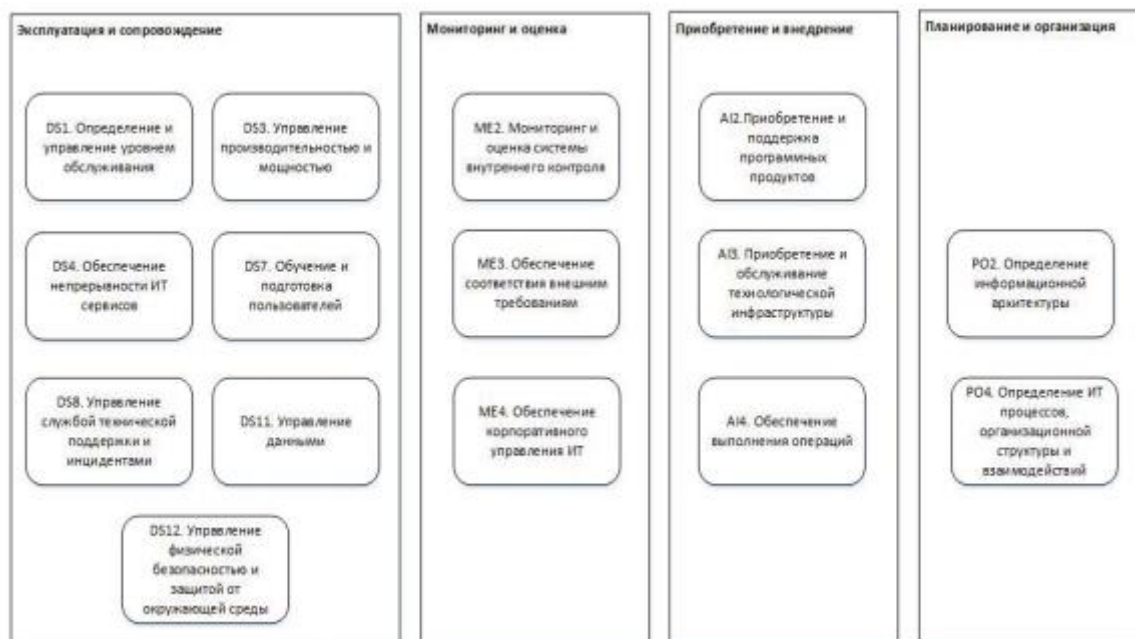 Эксплуатация и сопровождение
DS1. Определение и
управление уровнем
обслуживания
DS3. Управление
производительностью и
мощностью
DS4. Обеспечение
непрерывности ИТ
сервисов
DS7. Обучение и
подготовка
пользователей
DS8. Управление
службой технической
поддержки и
инцидентами
DS11. Управление
данными
DS12. Управление
физической
безопасностью и
защитой от
окружающей среды
Мониторинг и оценка
ME2. Мониторинг и
оценка системы
внутреннего контроля
ME3. Обеспечение
соответствия внешним
требованиям
ME4. Обеспечение
корпоративного
управления ИТ
Приобретение и внедрение
AI2.Приобретение и
поддержка
программных
продуктов
AI3. Приобретение и
обслуживание
технологической
инфраструктуры
AI4. Обеспечение
выполнения операций
Планирование и организация
PO2. Определение
информационной
архитектуры
PO4. Определение ИТ
процессов,
организационной
структуры и
взаимодействий